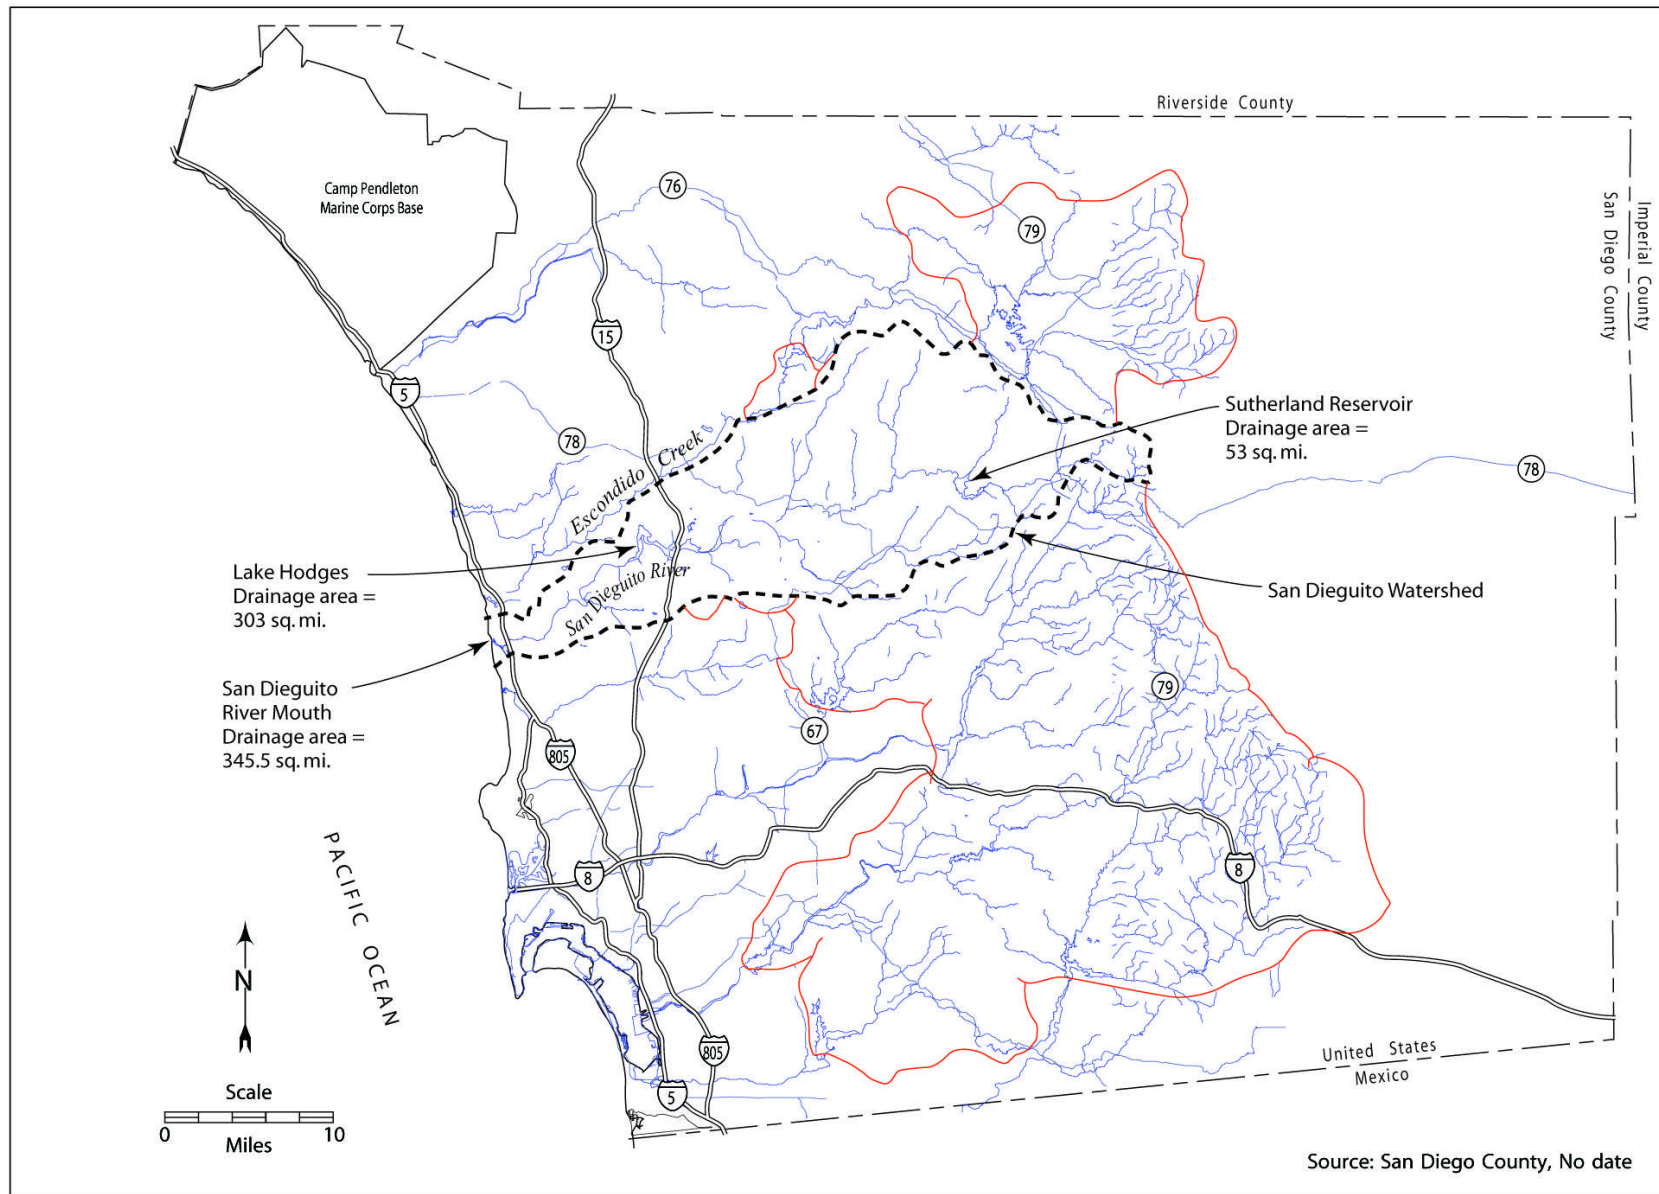 Riverside County
Imperial County
San Diego County
Camp Pendleton
Marine Corps Base
76
79
15
5
78
Escondido Creek
Sutherland Reservoir
Drainage area =
53 sq. mi.
78
Lake Hodges
Drainage area =
303 sq. mi.
San Dieguito River
San Dieguito Watershed
San Dieguito
River Mouth
Drainage area =
345.5 sq. mi.
79
67
805
8
8
PACIFIC OCEAN
N
805
5
United States
Mexico
Scale
0 10
Miles
Source: San Diego County, No date